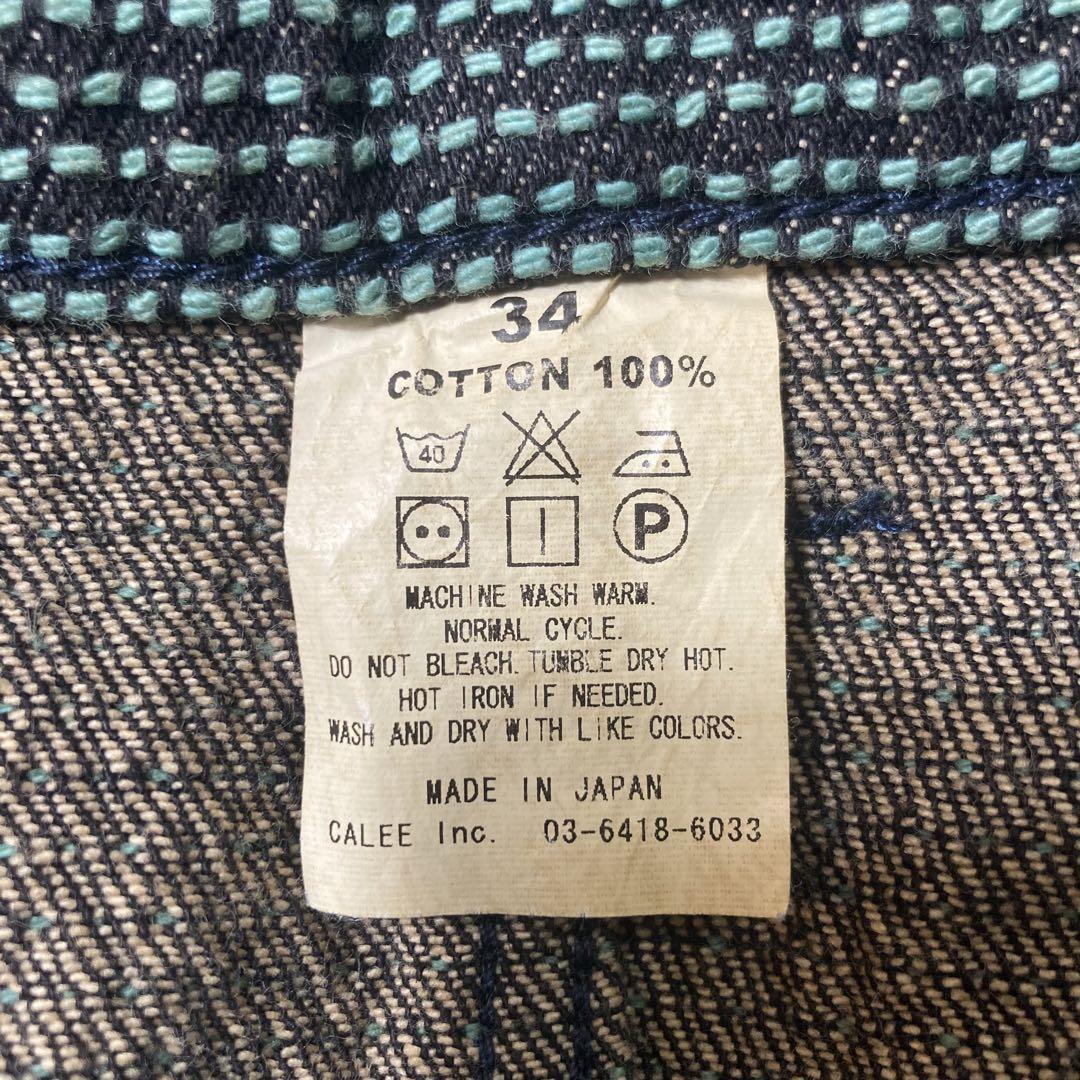 34
COTTON 100%
40
P
MACHINE WASH WARM.
NORMAL CYCLE.
DO NOT BLEACH. TUMBLE DRY HOT.
HOT IRON IF NEEDED.
WASH AND DRY WITH LIKE COLORS.
MADE IN JAPAN
CALEE Inc. 03-6418-6033